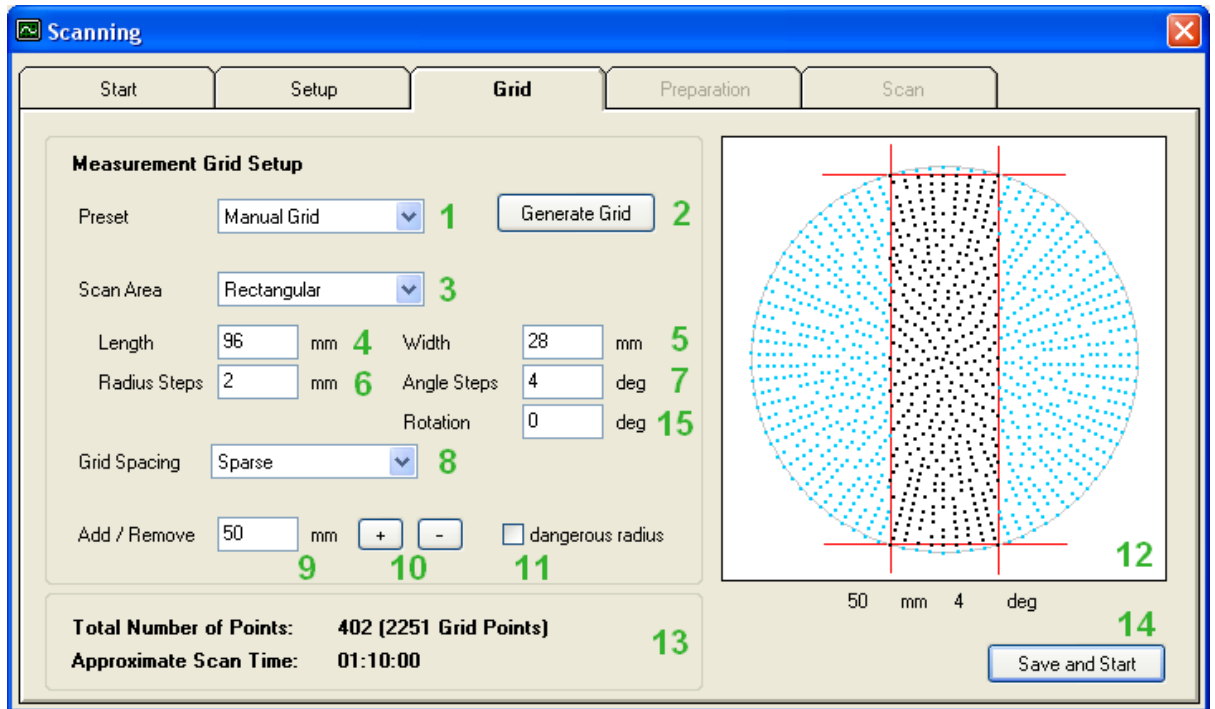 Scanning
Start Setup Grid Preparation Scan
Measurement Grid Setup
Preset Manual Grid 1 Generate Grid 2
Scan Area Rectangular 3
Length 96 mm 4 Width 28 mm 5
Radius Steps 2 mm 6 Angle Steps 4 deg 7
Rotation 0 deg 15
Grid Spacing Sparse 8
Add / Remove 50 mm + - dangerous radius
9 10 11
12
50 mm 4 deg
Total Number of Points: 402 (2251 Grid Points)
Approximate Scan Time: 01:10:00
13
14
Save and Start